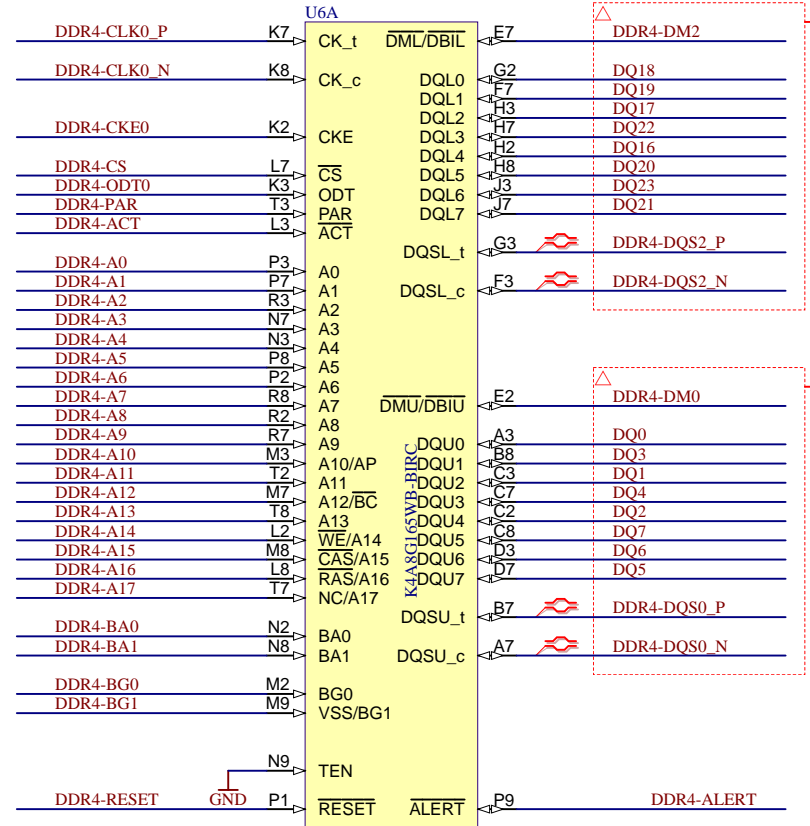 U6A
DDR4-CLK0_P K7 CK_t DML/DBIL E7 DDR4-DM2
DDR4-CLK0_N K8 CK_c DQL0 G2 DQ18
DQL1 F7 DQ19
DQL2 H3 DQ17
DDR4-CKE0 K2 CKE DQL3 H7 DQ22
DQL4 H2 DQ16
DDR4-CS L7 CS DQL5 H8 DQ20
DDR4-ODT0 K3 ODT DQL6 J3 DQ23
DDR4-PAR T3 PAR DQL7 J7 DQ21
DDR4-ACT L3 ACT
DQSL_t G3 DDR4-DQS2_P
DDR4-A0 P3 A0
DDR4-A1 P7 A1 DQSL_c F3 DDR4-DQS2_N
DDR4-A2 R3 A2
DDR4-A3 N7 A3
DDR4-A4 N3 A4
DDR4-A5 P8 A5
DDR4-A6 P2 A6
DDR4-A7 R8 A7 DMU/DBIU E2 DDR4-DM0
DDR4-A8 R2 A8
DDR4-A9 R7 A9 DQU0 A3 DQ0
DDR4-A10 M3 A10/AP DQU1 B8 DQ3
DDR4-A11 T2 A11 DQU2 C3 DQ1
DDR4-A12 M7 A12/BC DQU3 C7 DQ4
DDR4-A13 T8 A13 DQU4 C2 DQ2
DDR4-A14 L2 WE/A14 DQU5 C8 DQ7
DDR4-A15 M8 CAS/A15 DQU6 D3 DQ6
DDR4-A16 L8 RAS/A16 DQU7 D7 DQ5
DDR4-A17 T7 NC/A17
K4A8G165WB-BIRC
DQSU_t B7 DDR4-DQS0_P
DDR4-BA0 N2 BA0
DDR4-BA1 N8 BA1 DQSU_c A7 DDR4-DQS0_N
DDR4-BG0 M2 BG0
DDR4-BG1 M9 VSS/BG1
N9 TEN
GND
DDR4-RESET P1 RESET ALERT P9 DDR4-ALERT